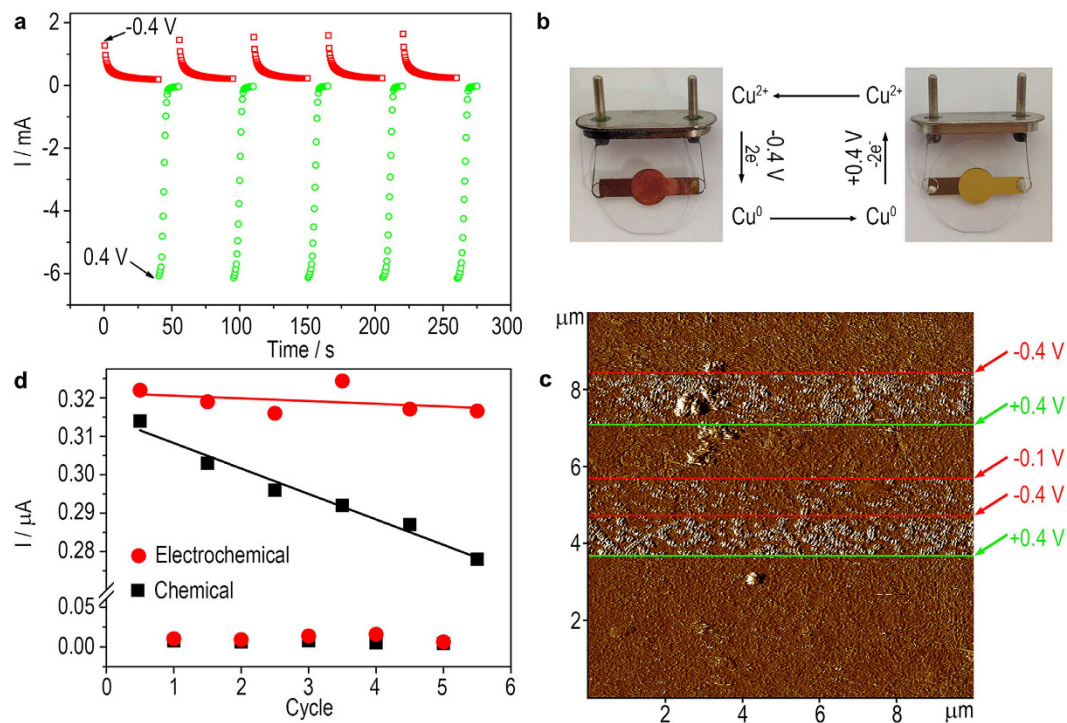 a
2
0
-2
-4
-6
I / mA
-0.4 V
0.4 V
0 50 100 150 200 250 300
Time / s
b
Cu2+ Cu2+
-0.4 V
2e-
+0.4 V
-2e-
Cu0 Cu0
d
0.32
0.31
0.30
0.29
0.28
0.05
0.00
I / μA
Electrochemical
Chemical
1 2 3 4 5 6
Cycle
c
μm
8
6
4
2
2 4 6 8 μm
-0.4 V
+0.4 V
-0.1 V
-0.4 V
+0.4 V